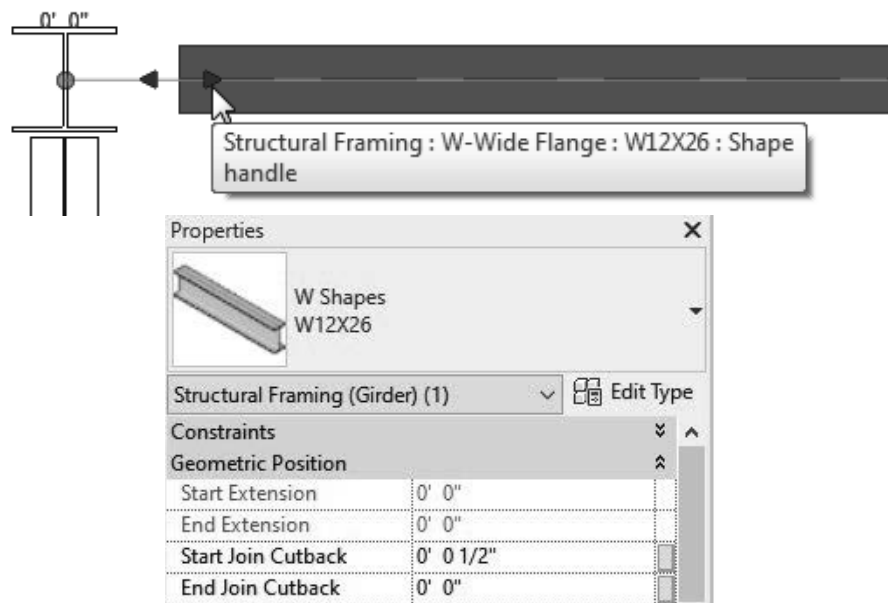 0' 0"
Structural Framing : W-Wide Flange : W12X26 : Shape
handle
Properties
W Shapes
W12X26
Structural Framing (Girder) (1)
Edit Type
Constraints
Geometric Position
Start Extension 0' 0"
End Extension 0' 0"
Start Join Cutback 0' 0 1/2"
End Join Cutback 0' 0"